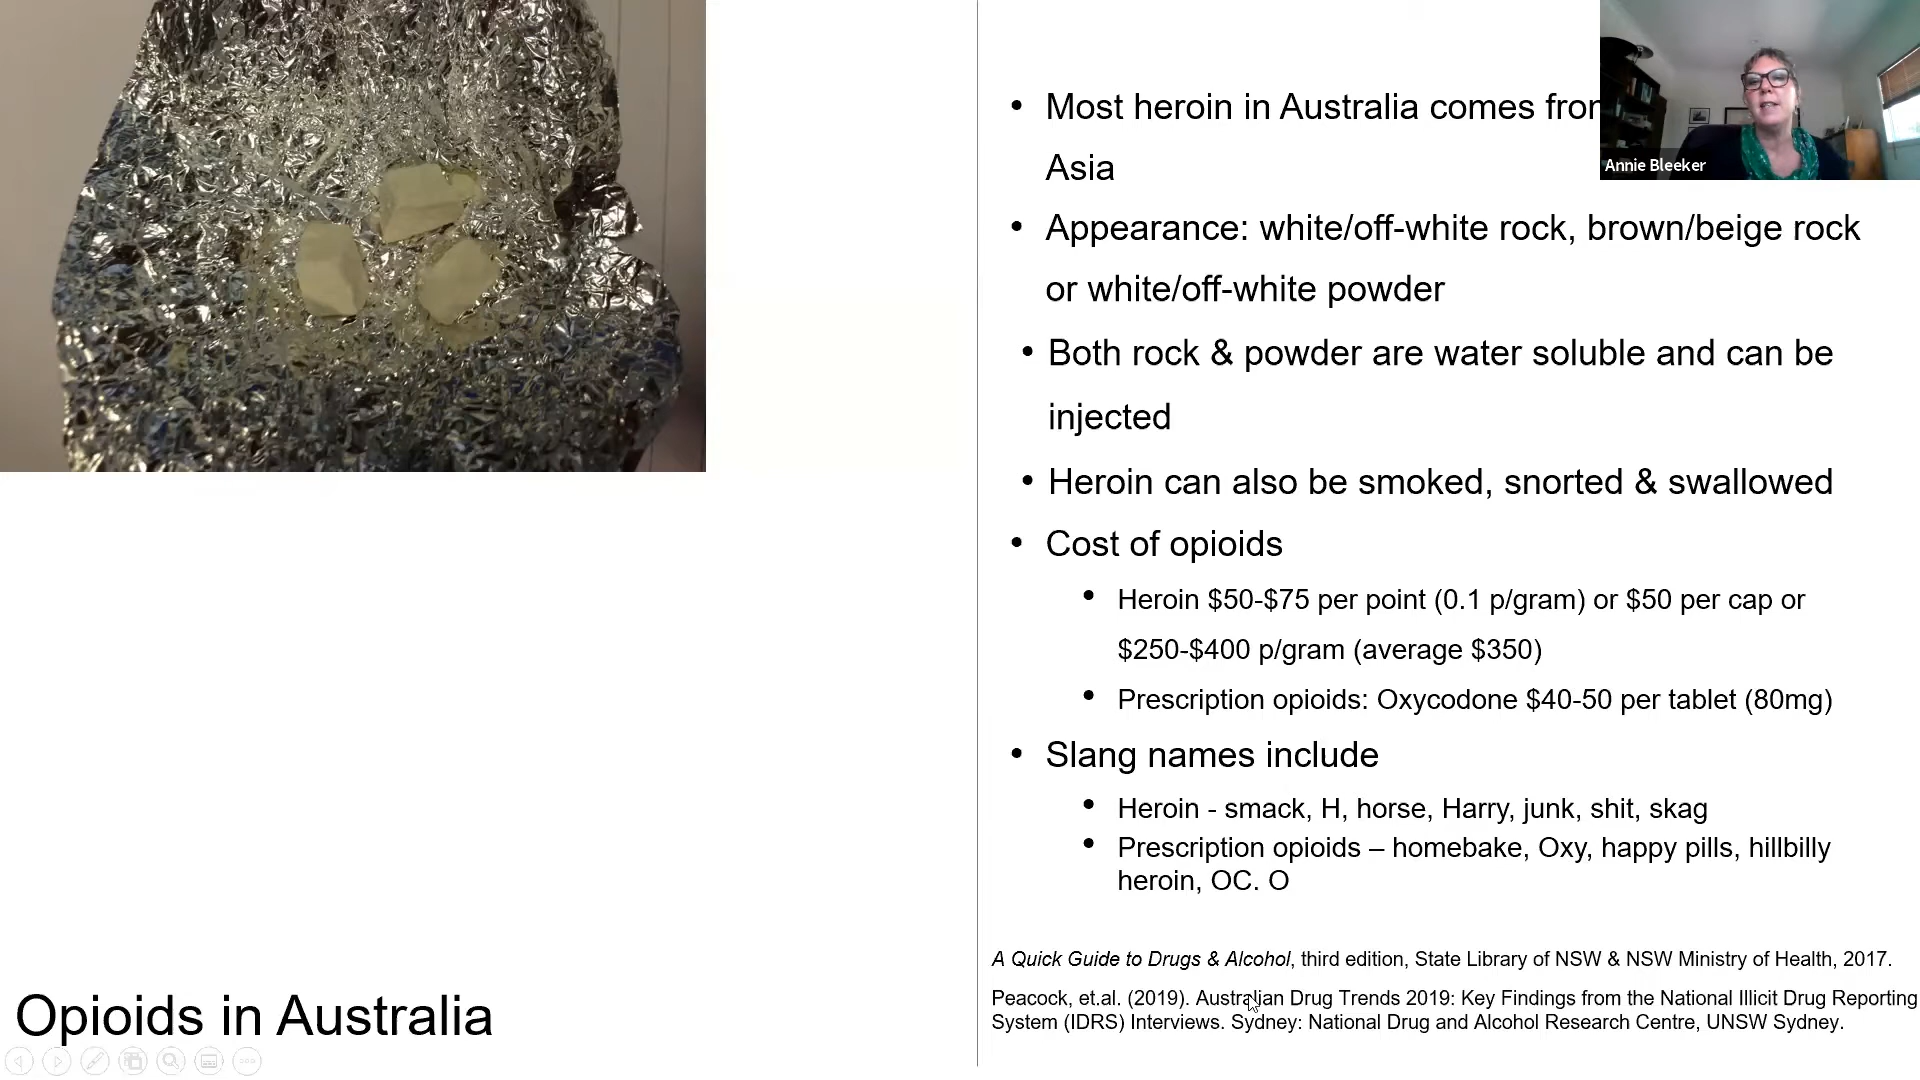 • Most heroin in Australia comes from
Asia
Annie Bleeker
• Appearance: white/off-white rock, brown/beige rock
or white/off-white powder
• Both rock & powder are water soluble and can be
injected
• Heroin can also be smoked, snorted & swallowed
• Cost of opioids
• Heroin $50-$75 per point (0.1 p/gram) or $50 per cap or
$250-$400 p/gram (average $350)
• Prescription opioids: Oxycodone $40-50 per tablet (80mg)
• Slang names include
• Heroin - smack, H, horse, Harry, junk, shit, skag
• Prescription opioids – homebake, Oxy, happy pills, hillbilly
heroin, OC. O
A Quick Guide to Drugs & Alcohol, third edition, State Library of NSW & NSW Ministry of Health, 2017.
Peacock, et.al. (2019). Australian Drug Trends 2019: Key Findings from the National Illicit Drug Reporting
System (IDRS) Interviews. Sydney: National Drug and Alcohol Research Centre, UNSW Sydney.
Opioids in Australia